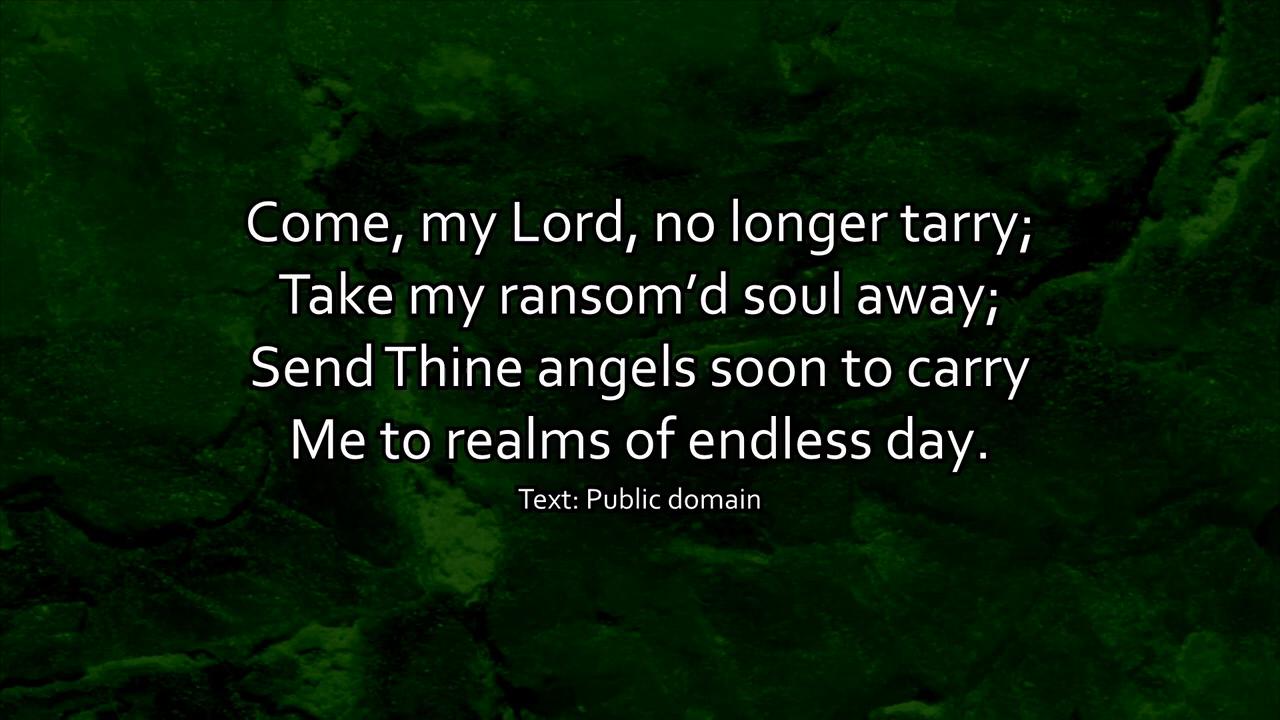 Come, my Lord, no longer tarry;
Take my ransom’d soul away;
Send Thine angels soon to carry
Me to realms of endless day.
Text: Public domain